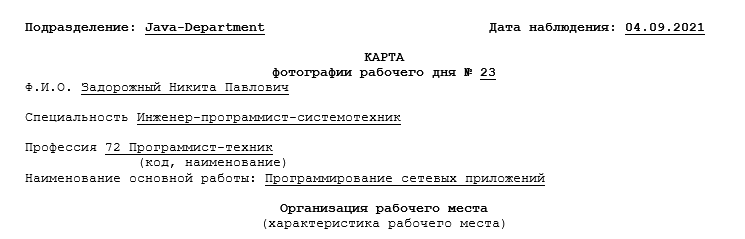 Подразделение: Java-Department Дата наблюдения: 04.09.2021
КАРТА
фотографии рабочего дня № 23
Ф.И.О. Задорожный Никита Павлович
Специальность Инженер-программист-системотехник
Профессия 72 Программист-техник
(код, наименование)
Наименование основной работы: Программирование сетевых приложений
Организация рабочего места
(характеристика рабочего места)